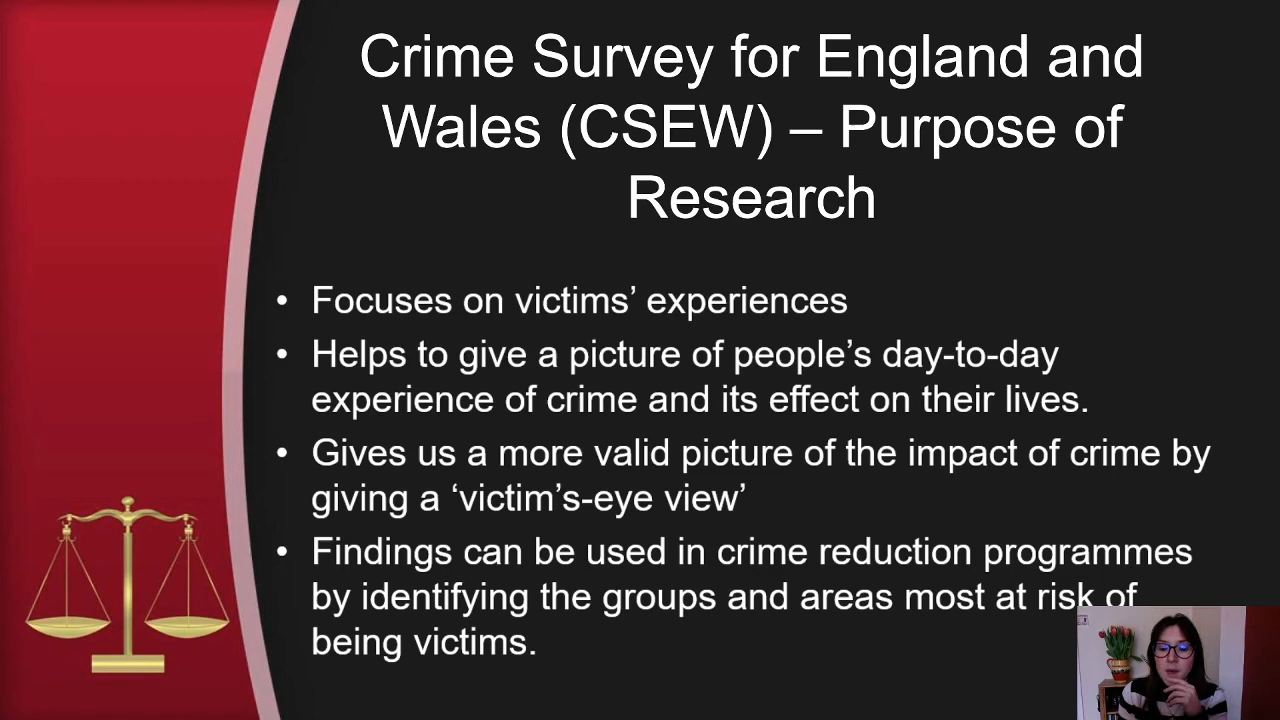 Crime Survey for England and
Wales (CSEW) – Purpose of
Research
• Focuses on victims’ experiences
• Helps to give a picture of people’s day-to-day
experience of crime and its effect on their lives.
• Gives us a more valid picture of the impact of crime by
giving a ‘victim’s-eye view’
• Findings can be used in crime reduction programmes
by identifying the groups and areas most at risk of
being victims.